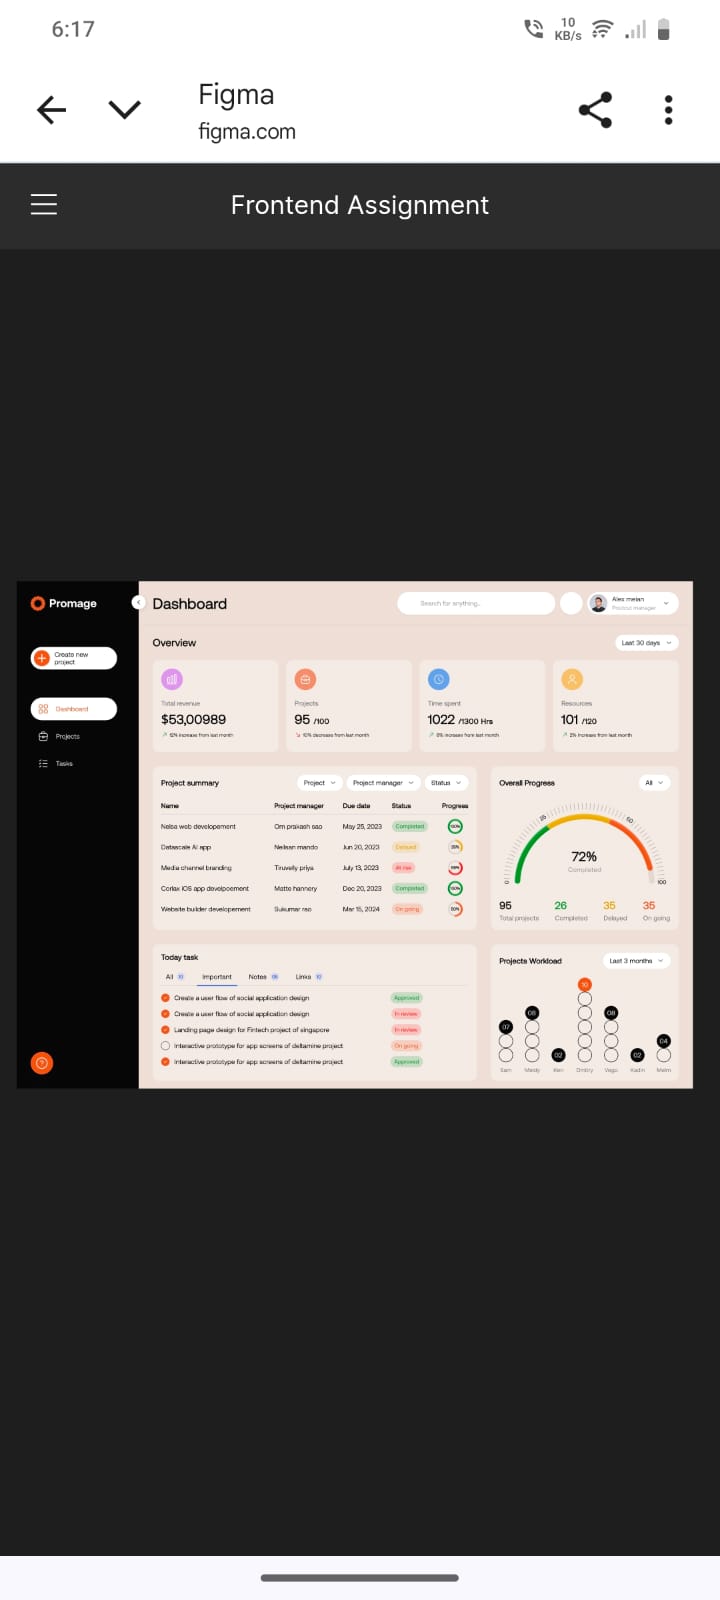 6:17
10
KB/s
Figma
figma.com
Frontend Assignment
Promage
Dashboard
Search for anything...
Alex meian
Product manager
Create new
project
Dashboard
Projects
Tasks
Overview
Last 30 days
Total revenue
$53,00989
12% increase from last month
Projects
95 /100
10% decrease from last month
Time spent
1022 /1300 Hrs
8% increase from last month
Resources
101 /120
2% increase from last month
Project summary
Project
Project manager
Status
Name Project manager Due date Status Progress
Nelsa web developement Om prakash sao May 25, 2023 Completed 100%
Datascale AI app Neilsan mando Jun 20, 2023 Delayed 35%
Media channel branding Tiruvelly priya July 13, 2023 At risk
Corlax iOS app develpoement Matte hannery Dec 20, 2023 Completed 100%
Website builder developement Sukumar rao Mar 15, 2024 On going 50%
Overall Progress
All
0
25
50
100
72%
Completed
95 26 35 35
Total projects Completed Delayed On going
Today task
All 10 Important Notes 05 Links 10
Create a user flow of social application design Approved
Create a user flow of social application design In review
Landing page design for Fintech project of singapore In review
Interactive prototype for app screens of deltamine project On going
Interactive prototype for app screens of deltamine project Approved
Projects Workload
Last 3 months
07 08 02 10 08 02 04
Sam Meldy Ken Dmitry Vego Kadin Melm